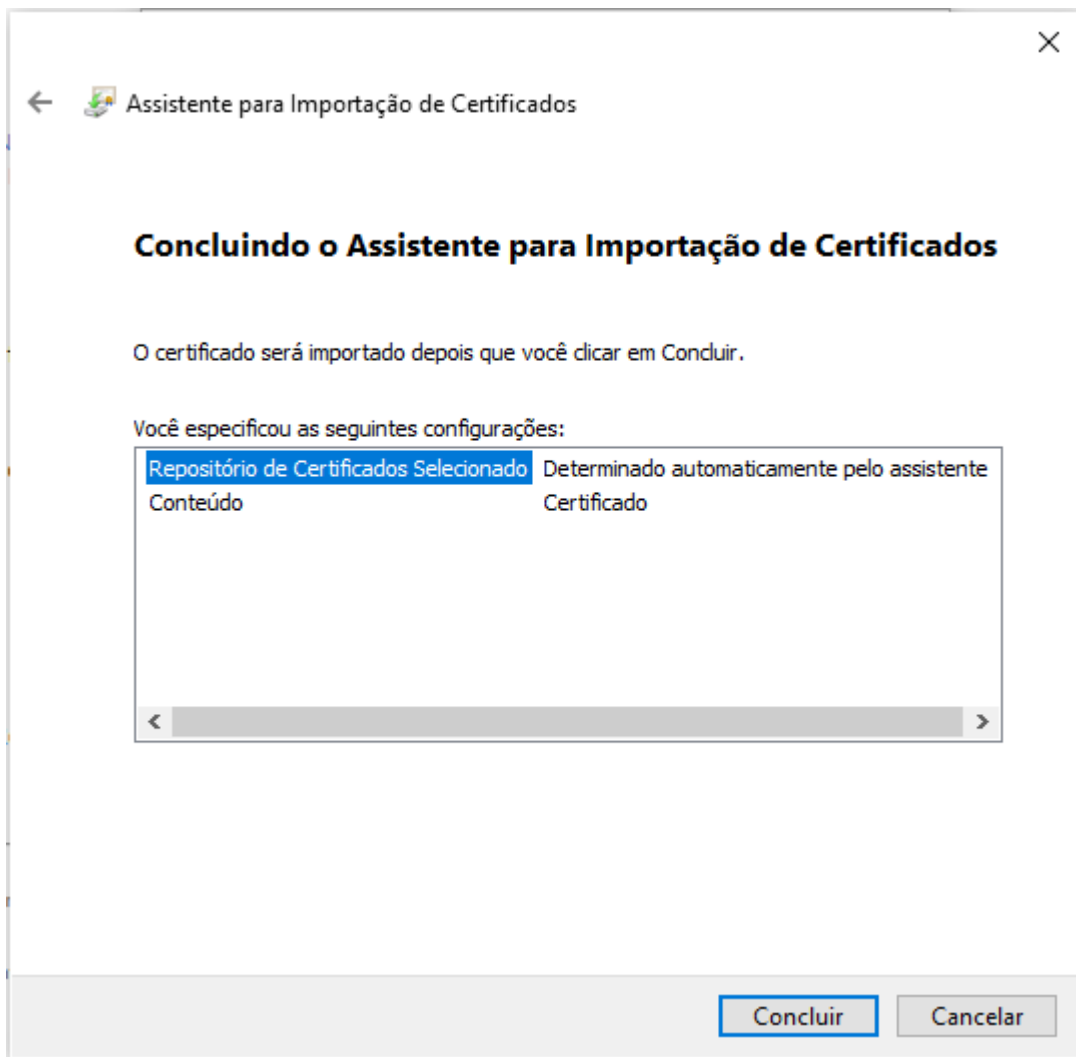 Assistente para Importação de Certificados
Concluindo o Assistente para Importação de Certificados
O certificado será importado depois que você clicar em Concluir.
Você especificou as seguintes configurações:
Repositório de Certificados Selecionado Determinado automaticamente pelo assistente
Conteúdo Certificado
Concluir Cancelar